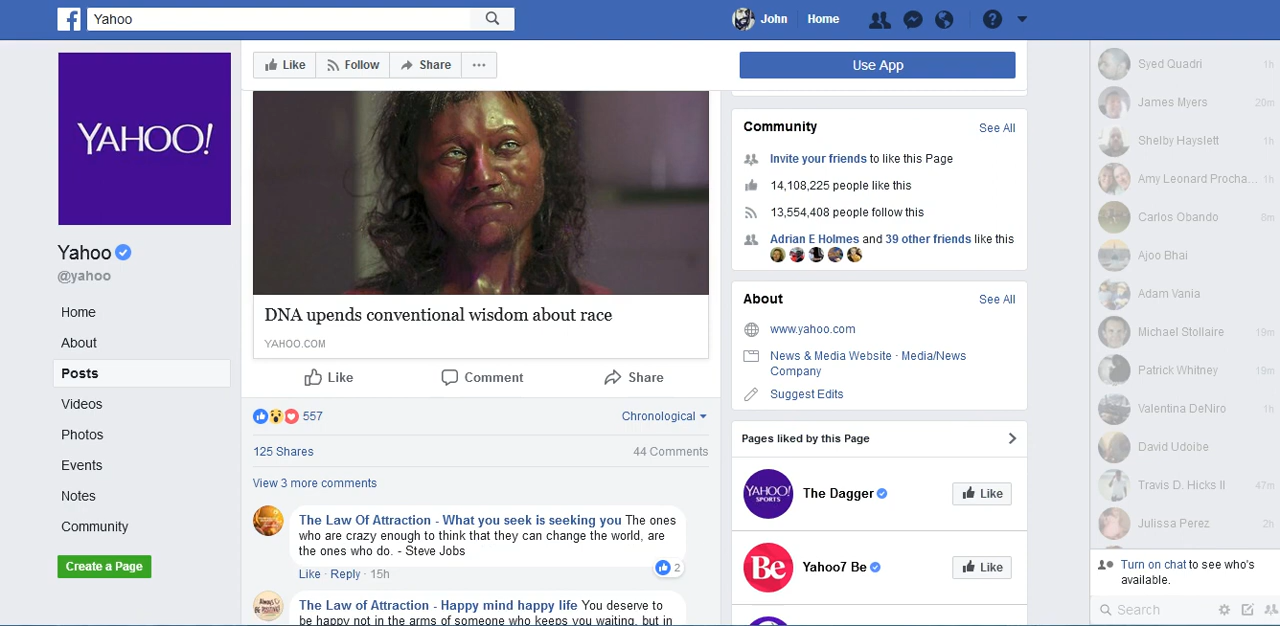 Yahoo
John
Home
Like
Follow
Share
Use App
YAHOO!
Yahoo
@yahoo
Home
About
Posts
Videos
Photos
Events
Notes
Community
Create a Page
DNA upends conventional wisdom about race
YAHOO.COM
Like
Comment
Share
557
Chronological
125 Shares
44 Comments
View 3 more comments
The Law Of Attraction - What you seek is seeking you The ones
who are crazy enough to think that they can change the world, are
the ones who do. - Steve Jobs
Like · Reply · 15h
2
The Law of Attraction - Happy mind happy life You deserve to
be happy not in the arms of someone who keeps you waiting, but in
Community
See All
Invite your friends to like this Page
14,108,225 people like this
13,554,408 people follow this
Adrian E Holmes and 39 other friends like this
About
See All
www.yahoo.com
News & Media Website · Media/News
Company
Suggest Edits
Pages liked by this Page
YAHOO!
SPORTS
The Dagger
Like
Be
Yahoo7 Be
Like
Syed Quadri 1h
James Myers 20m
Shelby Hayslett 1h
Amy Leonard Procha... 1h
Carlos Obando 8m
Ajoo Bhai
Adam Vania
Michael Stollaire 19m
Patrick Whitney 19m
Valentina DeNiro 1h
David Udoibe
Travis D. Hicks II 47m
Julissa Perez 2h
Turn on chat to see who's
available.
Search